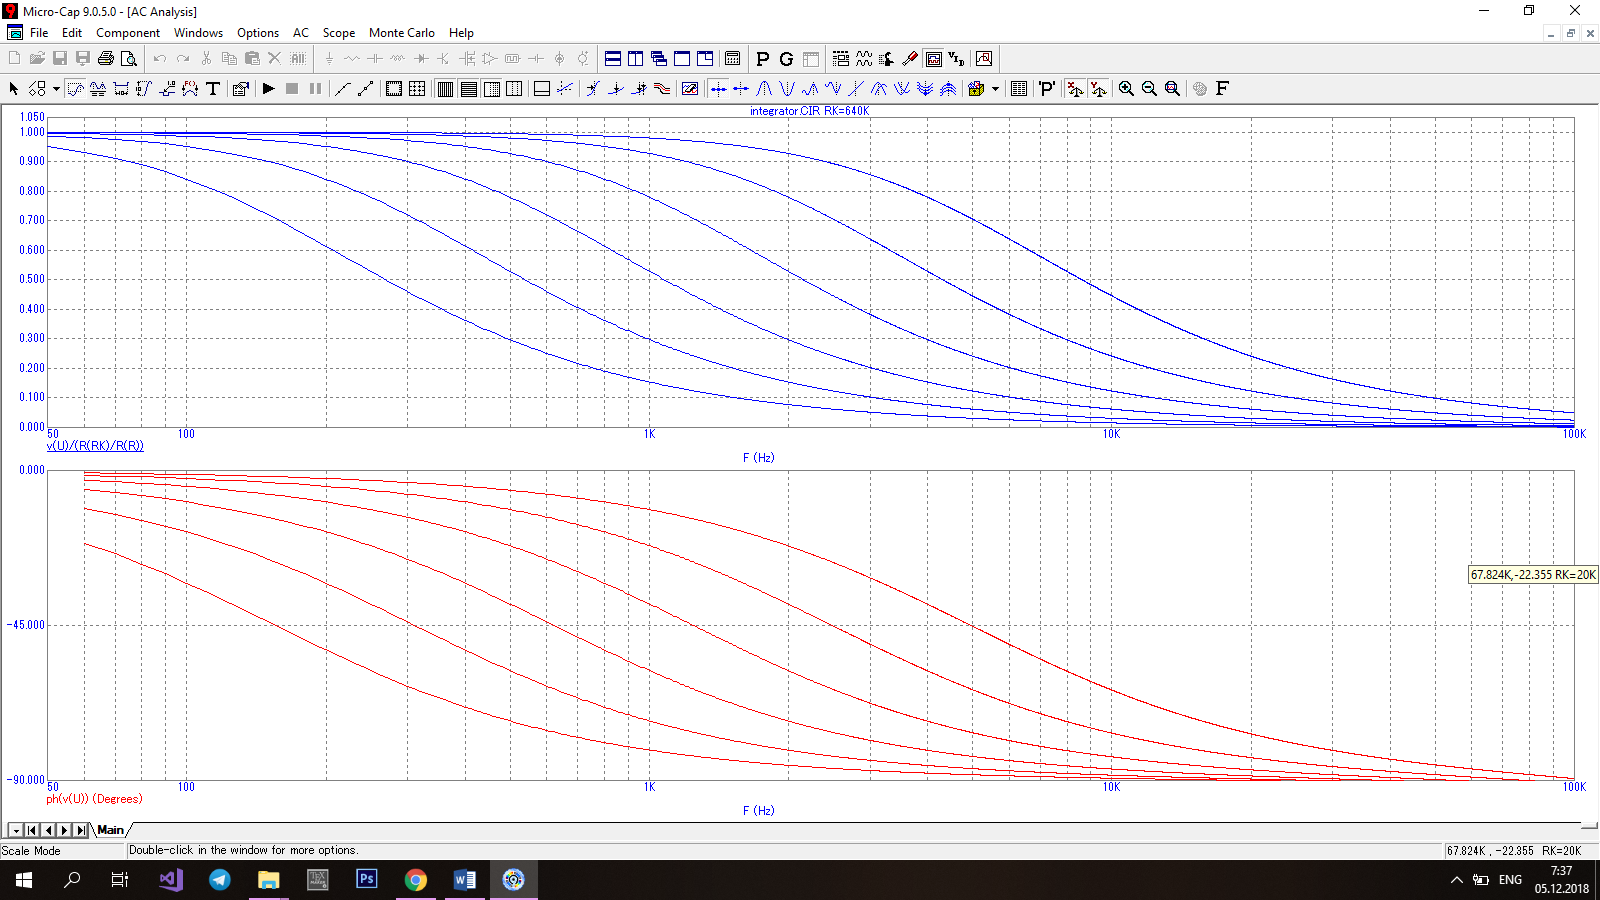 Micro-Cap 9.0.5.0 - [AC Analysis]
File Edit Component Windows Options AC Scope Monte Carlo Help
integrator.CIR RK=640K
1.050
1.000
0.900
0.800
0.700
0.600
0.500
0.400
0.300
0.200
0.100
0.000
50 100 1K 10K 100K
v(U)/(R(RK)/R(R))
F (Hz)
0.000
-45.000
-90.000
67.824K,-22.355 RK=20K
50 100 1K 10K 100K
ph(v(U)) (Degrees)
F (Hz)
Main
Scale Mode
Double-click in the window for more options.
67.824K , -22.355 RK=20K
ENG
7:37
05.12.2018